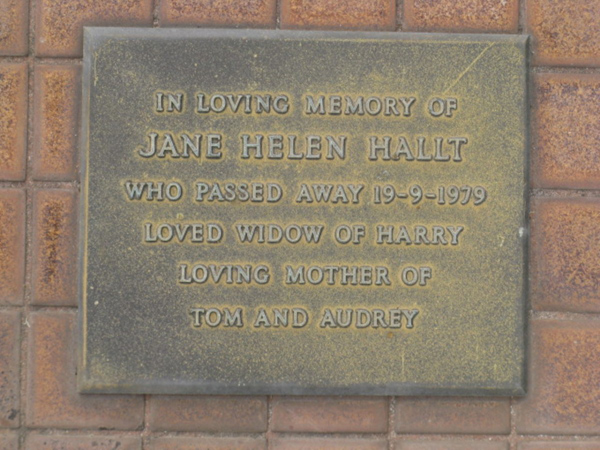 IN LOVING MEMORY OF
JANE HELEN HALLT
WHO PASSED AWAY 19-9-1979
LOVED WIDOW OF HARRY
LOVING MOTHER OF
TOM AND AUDREY